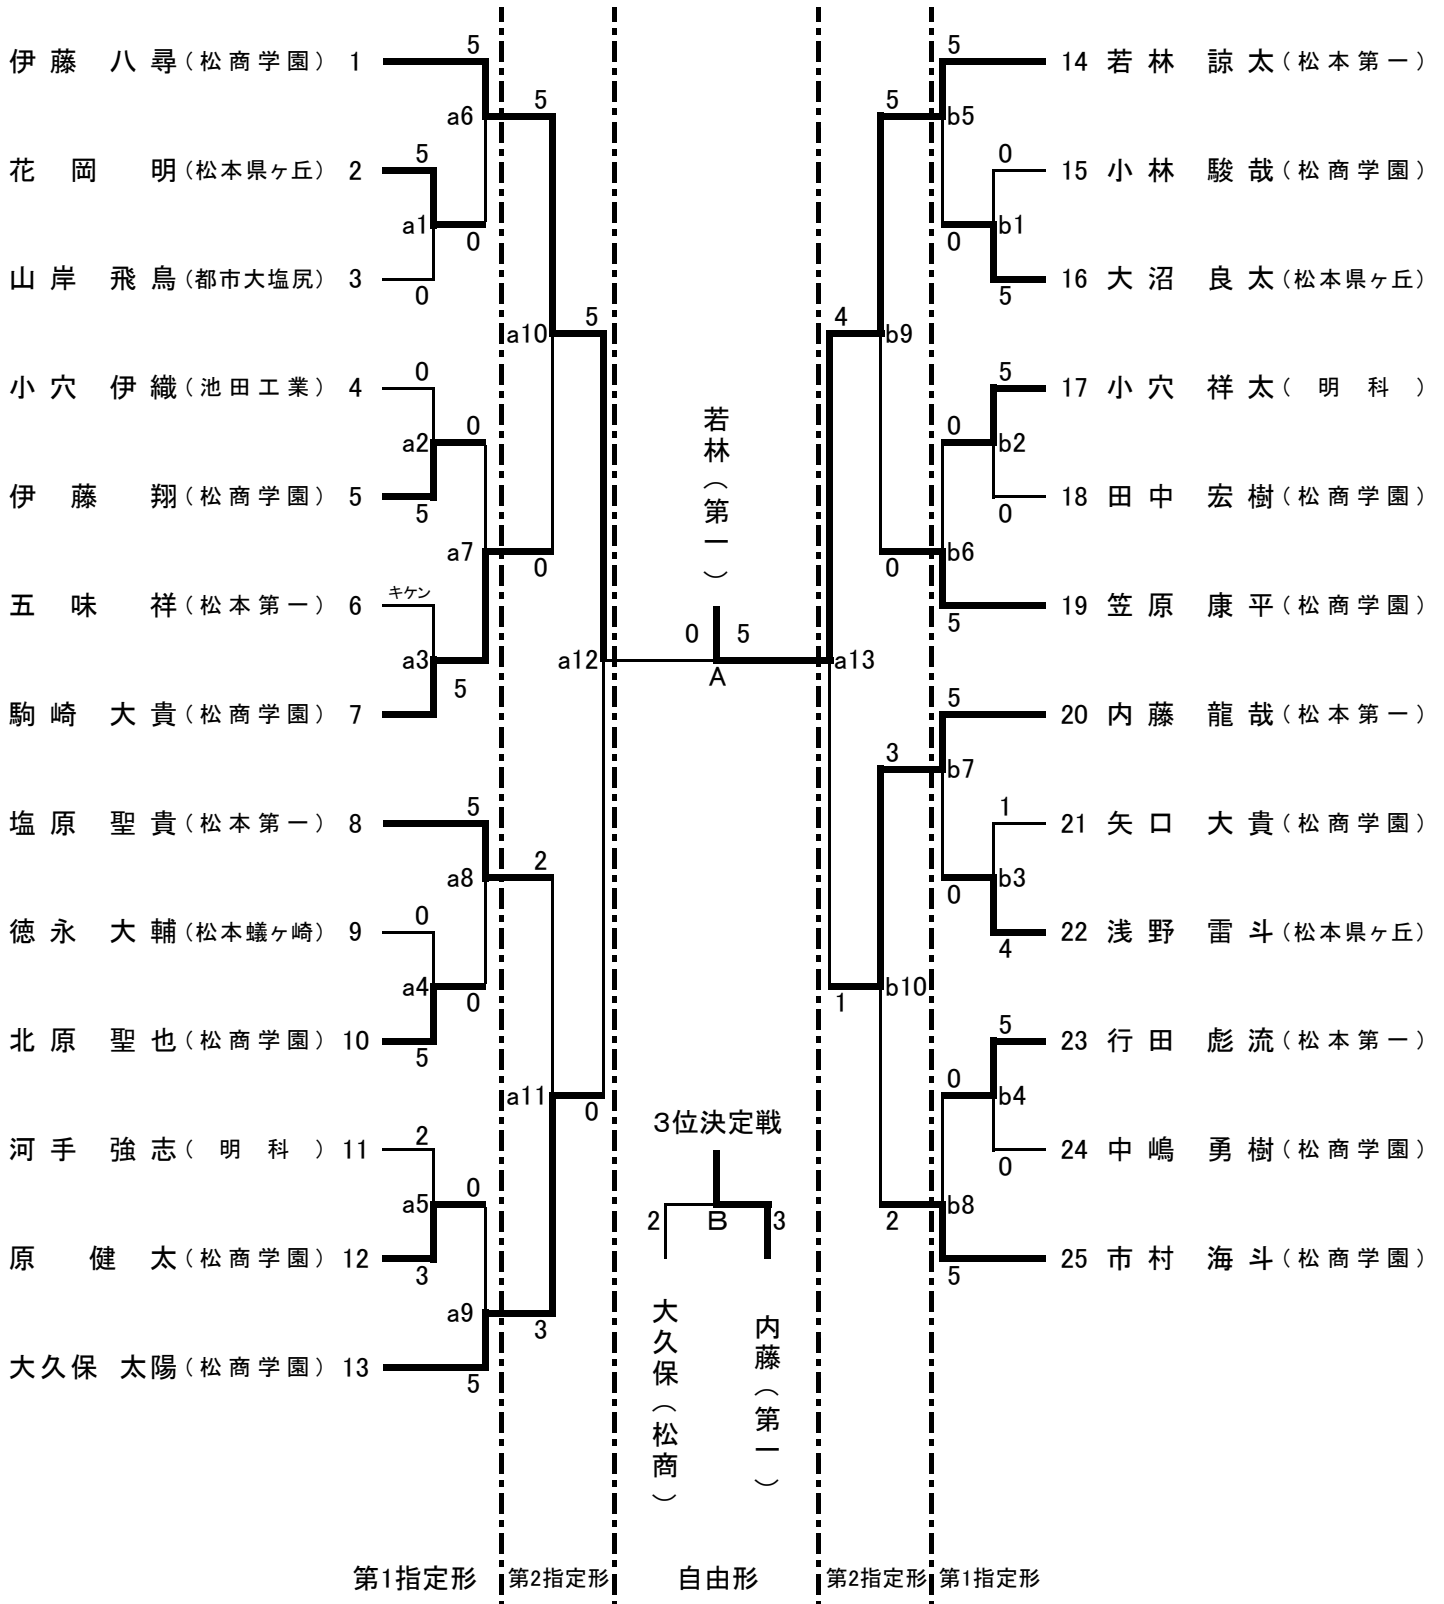 5
伊藤 八尋（松商学園） 1
a6
5
5
花岡 明（松本県ヶ丘） 2
a1
0
山岸 飛鳥（都市大塩尻） 3
0
a10
5
0
小穴 伊織（池田工業） 4
0
a2
伊藤 翔（松商学園） 5
5
a7
0
キケン
五味 祥（松本第一） 6
a3
5
駒崎 大貴（松商学園） 7
a12
5
塩原 聖貴（松本第一） 8
2
a8
0
徳永 大輔（松本蟻ヶ崎） 9
a4
0
北原 聖也（松商学園） 10
5
a11
0
2
河手 強志（明科） 11
0
a5
原 健太（松商学園） 12
3
a9
3
大久保 太陽（松商学園） 13
5
若林（第一）
0 5
A
3位決定戦
2 B 3
大久保（松商）
内藤（第一）
5
14 若林 諒太（松本第一）
5
b5
0
15 小林 駿哉（松商学園）
b1
0
16 大沼 良太（松本県ヶ丘）
5
4
b9
5
17 小穴 祥太（明科）
0
b2
18 田中 宏樹（松商学園）
0
b6
0
19 笠原 康平（松商学園）
5
a13
5
20 内藤 龍哉（松本第一）
3
b7
1
21 矢口 大貴（松商学園）
b3
0
22 浅野 雷斗（松本県ヶ丘）
4
b10
1
5
23 行田 彪流（松本第一）
0
b4
24 中嶋 勇樹（松商学園）
0
b8
2
25 市村 海斗（松商学園）
5
第1指定形 第2指定形 自由形 第2指定形 第1指定形